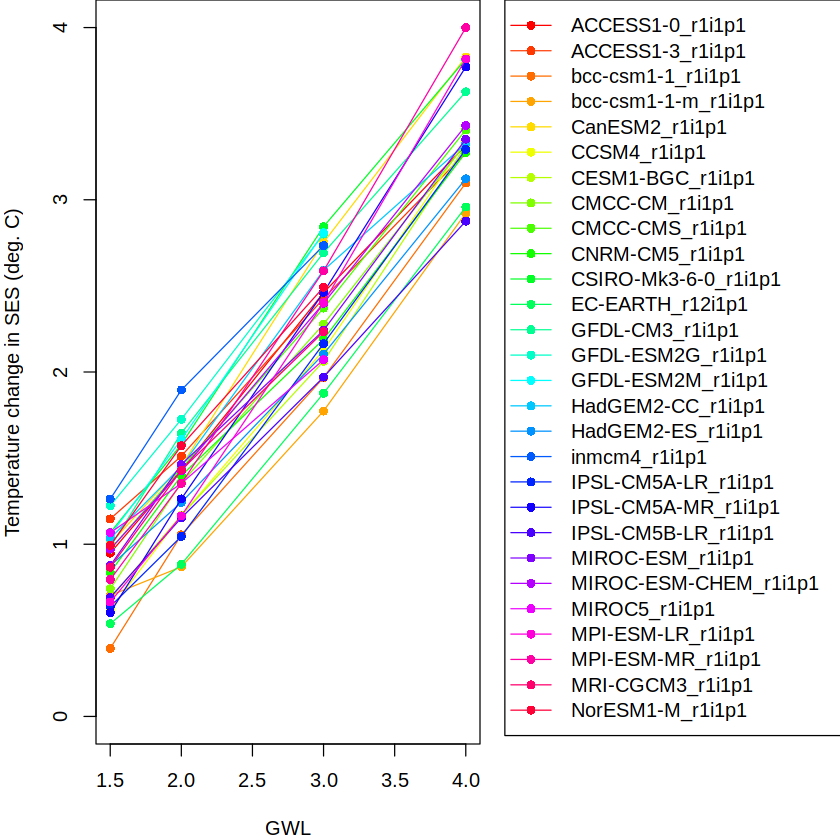 Temperature change in SES (deg. C)
4
3
2
1
0
1.5 2.0 2.5 3.0 3.5 4.0
GWL
ACCESS1-0_r1i1p1
ACCESS1-3_r1i1p1
bcc-csm1-1_r1i1p1
bcc-csm1-1-m_r1i1p1
CanESM2_r1i1p1
CCSM4_r1i1p1
CESM1-BGC_r1i1p1
CMCC-CM_r1i1p1
CMCC-CMS_r1i1p1
CNRM-CM5_r1i1p1
CSIRO-Mk3-6-0_r1i1p1
EC-EARTH_r12i1p1
GFDL-CM3_r1i1p1
GFDL-ESM2G_r1i1p1
GFDL-ESM2M_r1i1p1
HadGEM2-CC_r1i1p1
HadGEM2-ES_r1i1p1
inmcm4_r1i1p1
IPSL-CM5A-LR_r1i1p1
IPSL-CM5A-MR_r1i1p1
IPSL-CM5B-LR_r1i1p1
MIROC-ESM_r1i1p1
MIROC-ESM-CHEM_r1i1p1
MIROC5_r1i1p1
MPI-ESM-LR_r1i1p1
MPI-ESM-MR_r1i1p1
MRI-CGCM3_r1i1p1
NorESM1-M_r1i1p1